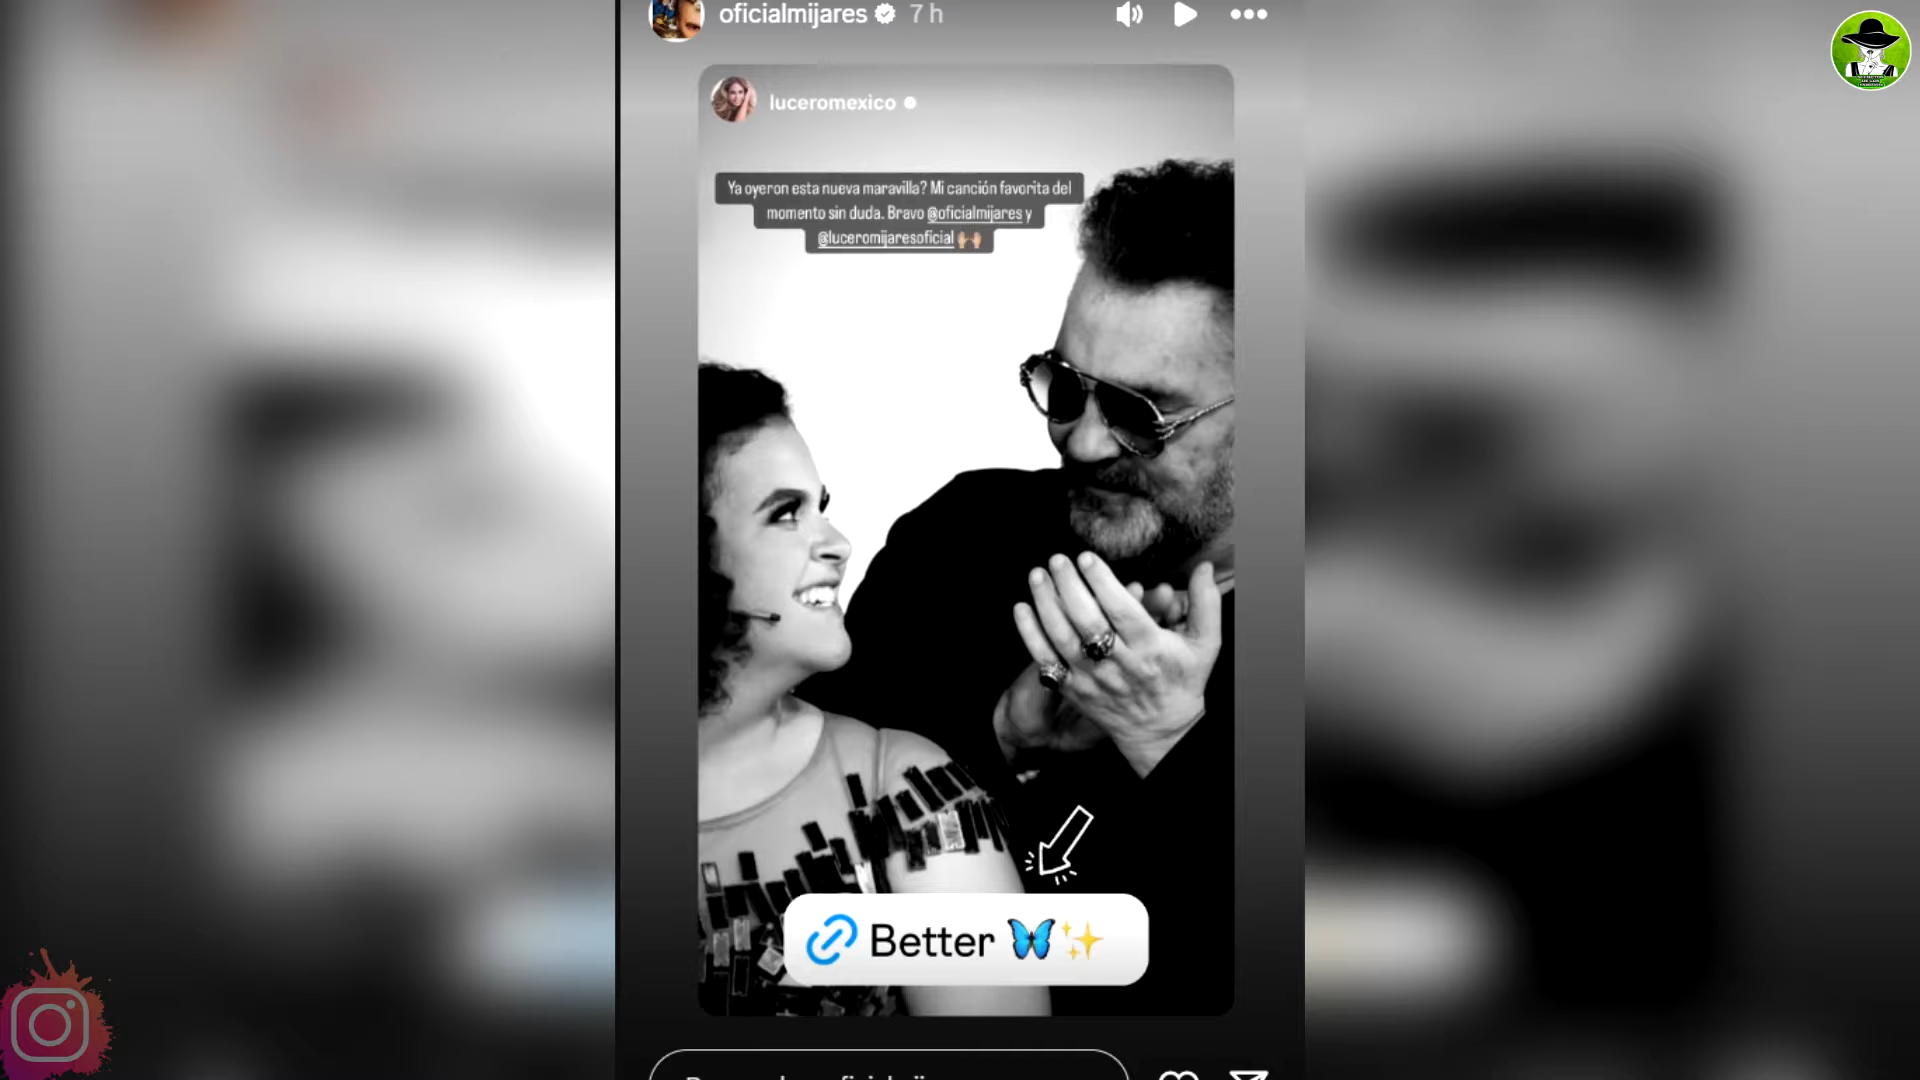 oficialmijares 7 h
luceromexico
Ya oyeron esta nueva maravilla? Mi canción favorita del
momento sin duda. Bravo @oficialmijares y
@luceromijaresoficial 🙌🏼
Better 🦋✨